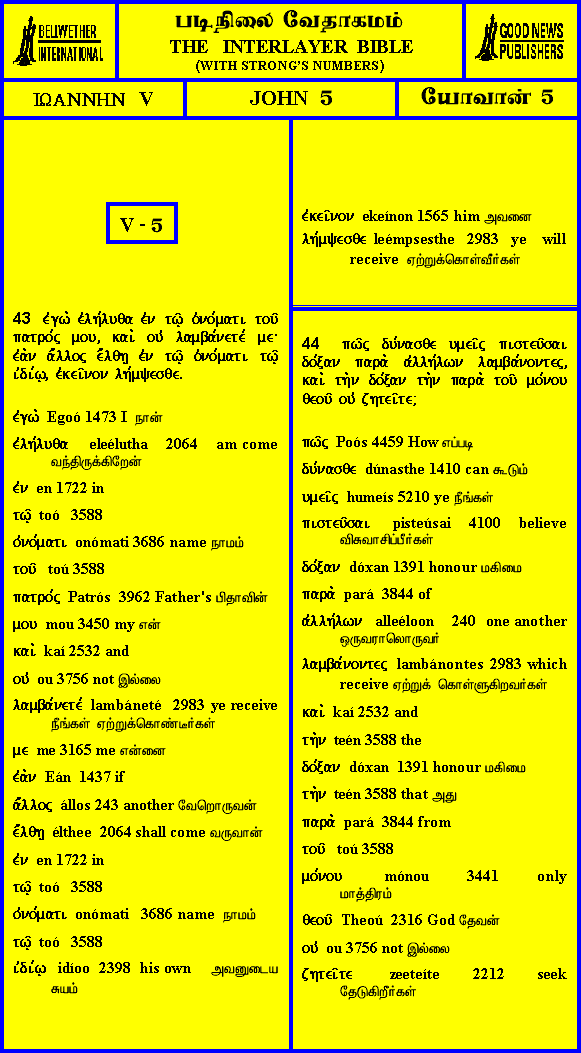 BELLWETHER
INTERNATIONAL
படிநிலை வேதாகமம்
THE INTERLAYER BIBLE
(WITH STRONG'S NUMBERS)
GOOD NEWS
PUBLISHERS
ΙΩΑΝΝΗΝ V
JOHN 5
யோவான் 5
V - 5
43 ἐγὼ ἐλήλυθα ἐν τῷ ὀνόματι τοῦ
πατρός μου, καὶ οὐ λαμβάνετέ με·
ἐὰν ἄλλος ἔλθῃ ἐν τῷ ὀνόματι τῷ
ἰδίῳ, ἐκεῖνον λήμψεσθε.
ἐγὼ Egoó 1473 I நான்
ἐλήλυθα eleélutha 2064 am come
வந்திருக்கிறேன்
ἐν en 1722 in
τῷ toó 3588
ὀνόματι onómati 3686 name நாமம்
τοῦ toú 3588
πατρός Patrós 3962 Father's பிதாவின்
μου mou 3450 my என்
καὶ kaí 2532 and
οὐ ou 3756 not இல்லை
λαμβάνετέ lambáneté 2983 ye receive
நீங்கள் ஏற்றுக்கொண்டீர்கள்
με me 3165 me என்னை
ἐὰν Eán 1437 if
ἄλλος állos 243 another வேறொருவன்
ἔλθῃ élthee 2064 shall come வருவான்
ἐν en 1722 in
τῷ toó 3588
ὀνόματι onómati 3686 name நாமம்
τῷ toó 3588
ἰδίῳ idíoo 2398 his own அவனுடைய
சுயம்
ἐκεῖνον ekeínon 1565 him அவனை
λήμψεσθε leémpsesthe 2983 ye will
receive ஏற்றுக்கொள்வீர்கள்
44 πῶς δύνασθε υμεῖς πιστεῦσαι
δόξαν παρὰ ἀλλήλων λαμβάνοντες,
καὶ τὴν δόξαν τὴν παρὰ τοῦ μόνου
θεοῦ οὐ ζητεῖτε;
πῶς Poós 4459 How எப்படி
δύνασθε dúnasthe 1410 can கூடும்
υμεῖς humeís 5210 ye நீங்கள்
πιστεῦσαι pisteúsai 4100 believe
விசுவாசிப்பீர்கள்
δόξαν dóxan 1391 honour மகிமை
παρὰ pará 3844 of
ἀλλήλων alleéloon 240 one another
ஒருவராலொருவர்
λαμβάνοντες lambánontes 2983 which
receive ஏற்றுக் கொள்ளுகிறவர்கள்
καὶ kaí 2532 and
τὴν teén 3588 the
δόξαν dóxan 1391 honour மகிமை
τὴν teén 3588 that அது
παρὰ pará 3844 from
τοῦ toú 3588
μόνου mónou 3441 only
மாத்திரம்
θεοῦ Theoú 2316 God தேவன்
οὐ ou 3756 not இல்லை
ζητεῖτε zeeteíte 2212 seek
தேடுகிறீர்கள்